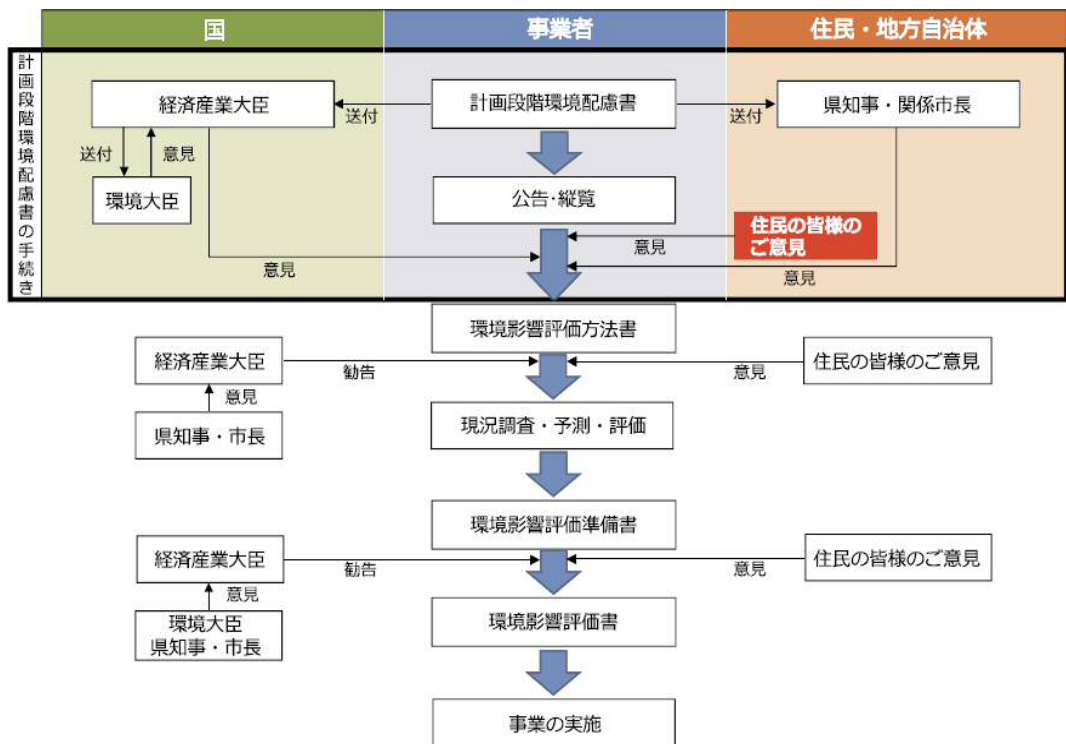 国
事業者
住民・地方自治体
計画段階環境配慮書の手続き
経済産業大臣
送付
計画段階環境配慮書
送付
県知事・関係市長
送付
意見
環境大臣
公告・縦覧
住民の皆様の
ご意見
意見
意見
意見
環境影響評価方法書
経済産業大臣
勧告
意見
住民の皆様のご意見
意見
県知事・市長
現況調査・予測・評価
環境影響評価準備書
経済産業大臣
勧告
意見
住民の皆様のご意見
意見
環境大臣
県知事・市長
環境影響評価書
事業の実施